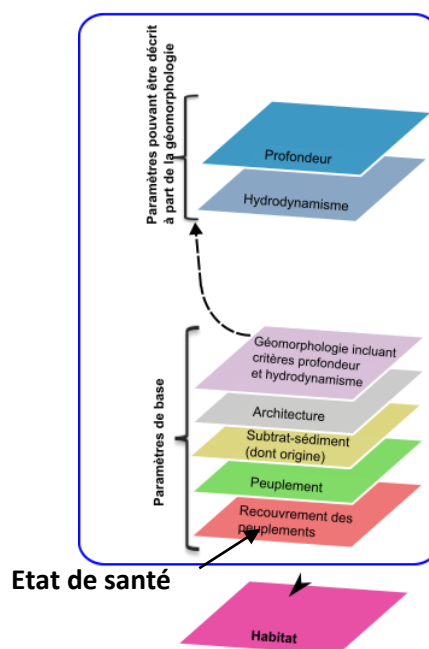 Paramètres pouvant être décrit
à part de la géomorphologie
Profondeur
Hydrodynamisme
Paramètres de base
Géomorphologie incluant
critères profondeur
et hydrodynamisme
Architecture
Subtrat-sédiment
(dont origine)
Peuplement
Recouvrement des
peuplements
Etat de santé
Habitat